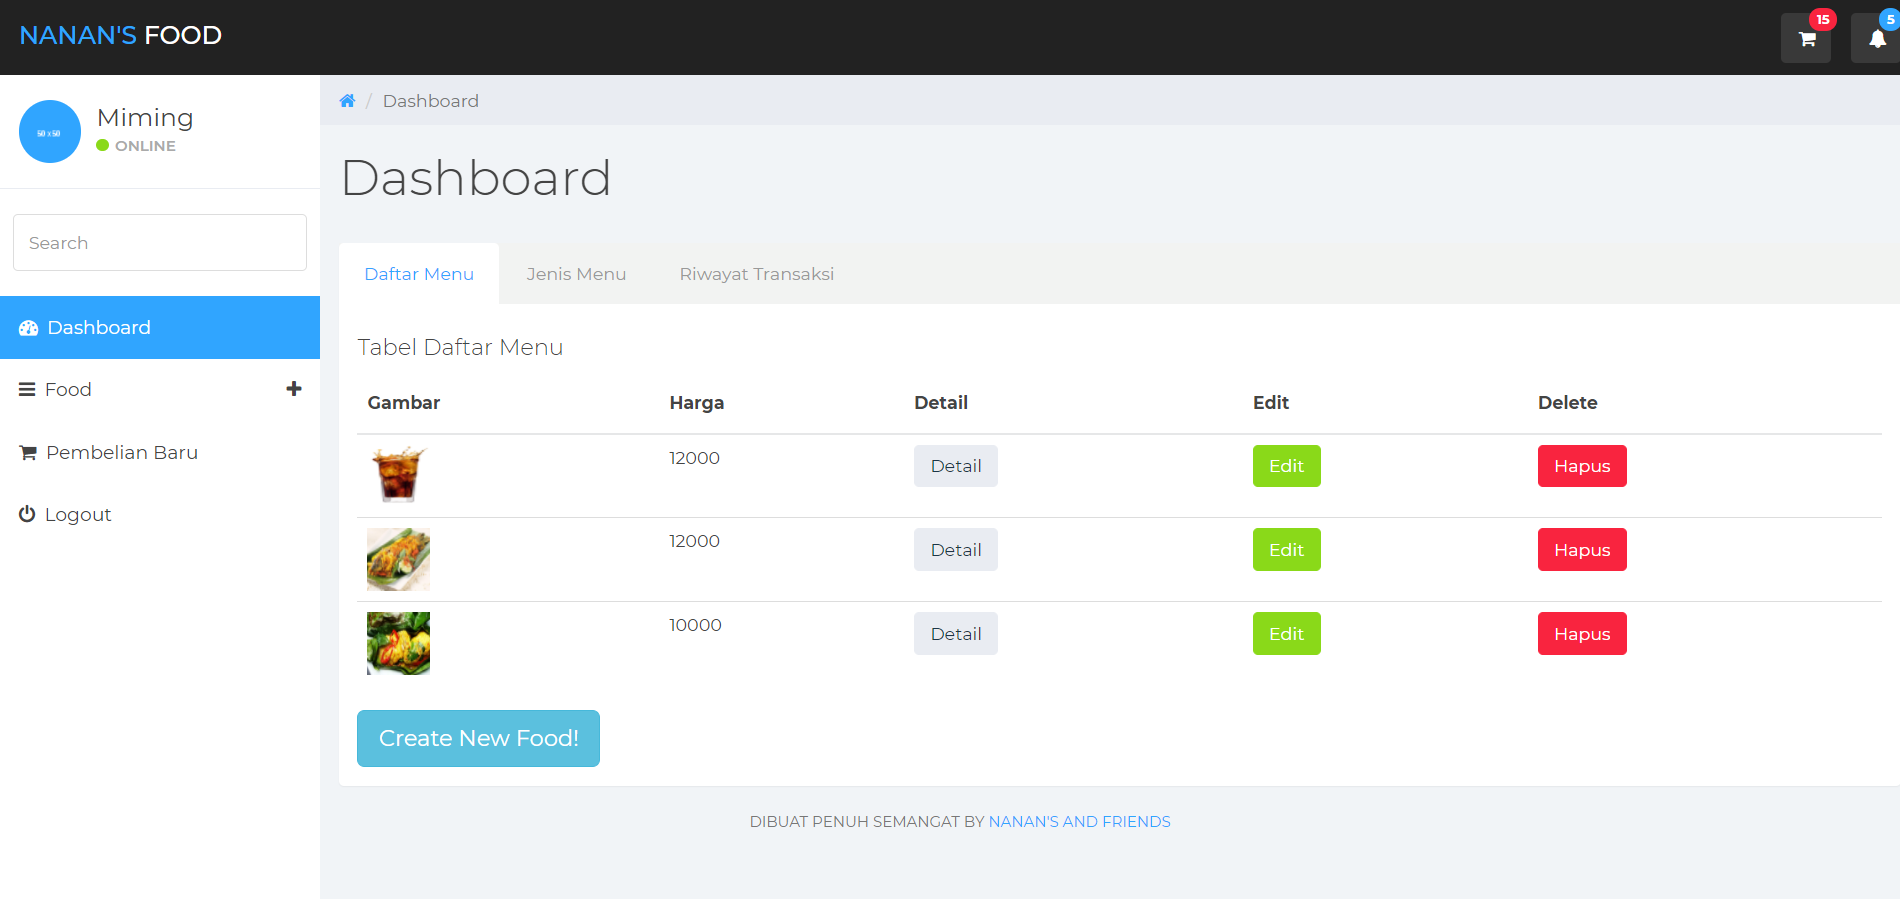 NANAN'S FOOD
15
5
50 x 50
Miming
ONLINE
Search
Dashboard
Food
Pembelian Baru
Logout
/ Dashboard
Dashboard
Daftar Menu Jenis Menu Riwayat Transaksi
Tabel Daftar Menu
Gambar Harga Detail Edit Delete
12000 Detail Edit Hapus
12000 Detail Edit Hapus
10000 Detail Edit Hapus
Create New Food!
DIBUAT PENUH SEMANGAT BY NANAN'S AND FRIENDS